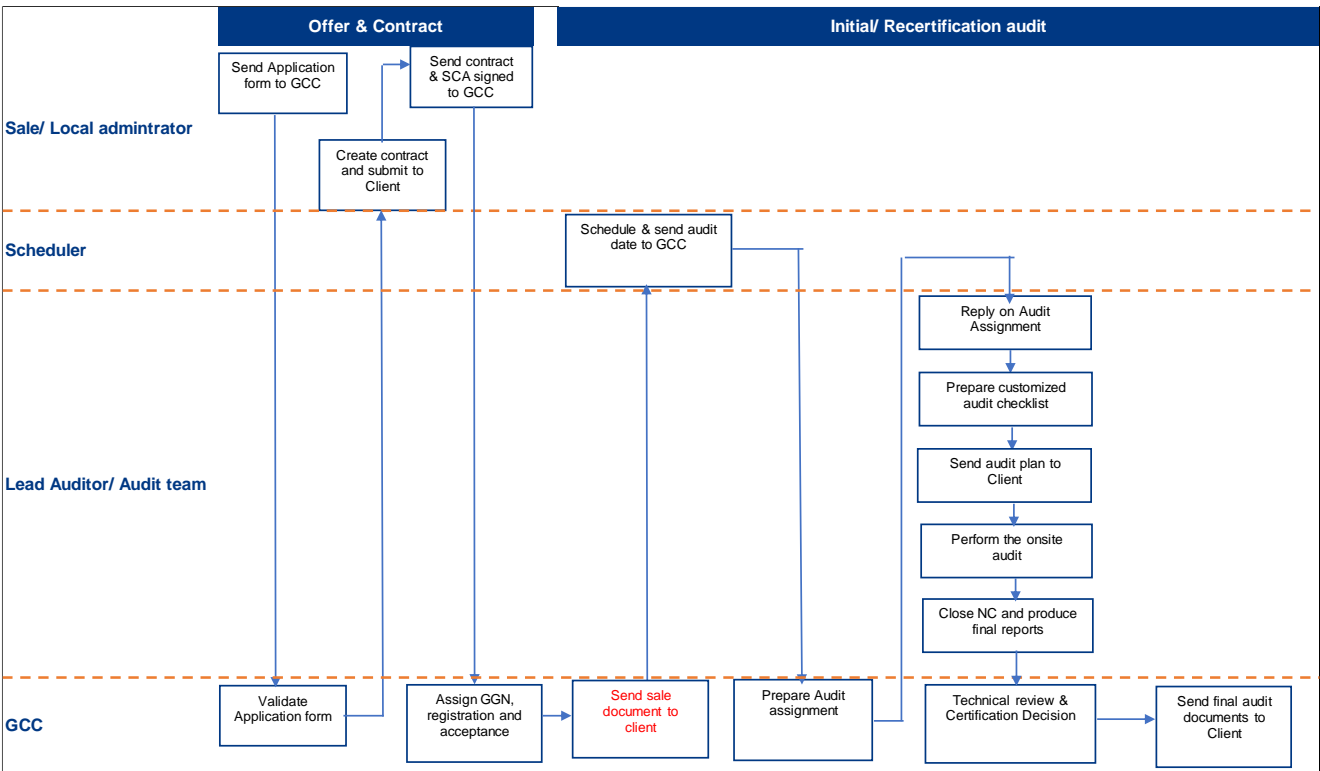 Offer & Contract
Initial/ Recertification audit
Sale/ Local admintrator
Send Application
form to GCC
Send contract
& SCA signed
to GCC
Create contract
and submit to
Client
Scheduler
Schedule & send audit
date to GCC
Lead Auditor/ Audit team
Reply on Audit
Assignment
Prepare customized
audit checklist
Send audit plan to
Client
Perform the onsite
audit
Close NC and produce
final reports
GCC
Validate
Application form
Assign GGN,
registration and
acceptance
Send sale
document to
client
Prepare Audit
assignment
Technical review &
Certification Decision
Send final audit
documents to
Client